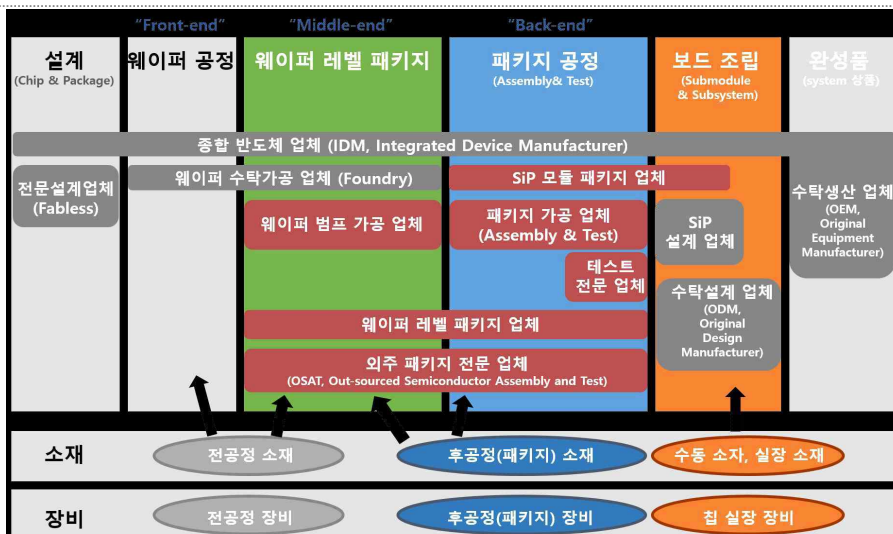 "Front-end"
"Middle-end"
"Back-end"
설계
(Chip & Package)
웨이퍼 공정
웨이퍼 레벨 패키지
패키지 공정
(Assembly& Test)
보드 조립
(Submodule
& Subsystem)
완성품
(system 상품)
종합 반도체 업체 (IDM, Integrated Device Manufacturer)
전문설계업체
(Fabless)
웨이퍼 수탁가공 업체 (Foundry)
SiP 모듈 패키지 업체
수탁생산 업체
(OEM,
Original
Equipment
Manufacturer)
웨이퍼 범프 가공 업체
패키지 가공 업체
(Assembly & Test)
SiP
설계 업체
테스트
전문 업체
수탁설계 업체
(ODM,
Original
Design
Manufacturer)
웨이퍼 레벨 패키지 업체
외주 패키지 전문 업체
(OSAT, Out-sourced Semiconductor Assembly and Test)
소재
전공정 소재
후공정(패키지) 소재
수동 소자, 실장 소재
장비
전공정 장비
후공정(패키지) 장비
칩 실장 장비